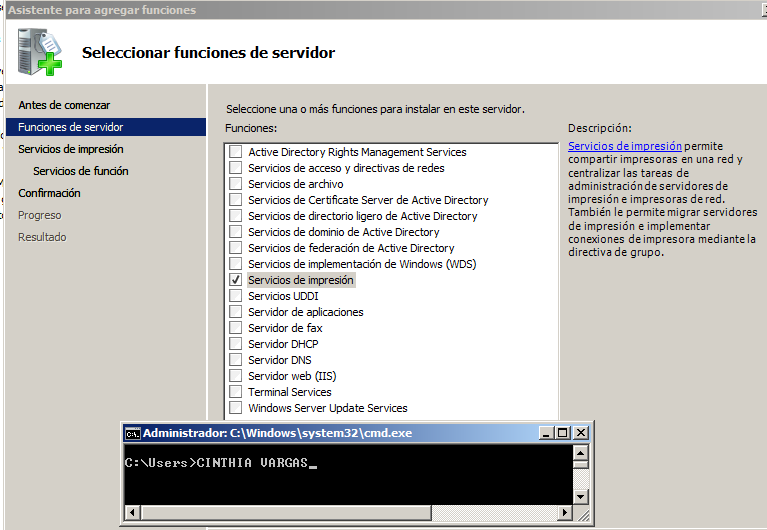 Asistente para agregar funciones
Seleccionar funciones de servidor
Antes de comenzar
Funciones de servidor
Servicios de impresión
Servicios de función
Confirmación
Progreso
Resultado
Seleccione una o más funciones para instalar en este servidor.
Funciones:
Active Directory Rights Management Services
Servicios de acceso y directivas de redes
Servicios de archivo
Servicios de Certificate Server de Active Directory
Servicios de directorio ligero de Active Directory
Servicios de dominio de Active Directory
Servicios de federación de Active Directory
Servicios de implementación de Windows (WDS)
Servicios de impresión
Servicios UDDI
Servidor de aplicaciones
Servidor de fax
Servidor DHCP
Servidor DNS
Servidor web (IIS)
Terminal Services
Windows Server Update Services
Descripción:
Servicios de impresión permite
compartir impresoras en una red y
centralizar las tareas de
administración de servidores de
impresión e impresoras de red.
También le permite migrar servidores
de impresión e implementar
conexiones de impresora mediante la
directiva de grupo.
Administrador: C:\Windows\system32\cmd.exe
C:\Users>CINTHIA VARGAS_